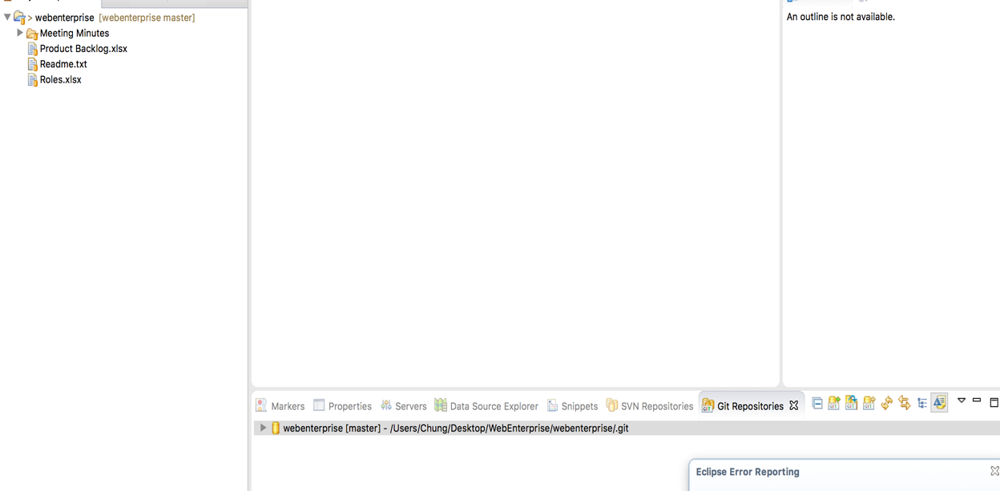 > webenterprise [webenterprise master]
Meeting Minutes
Product Backlog.xlsx
Readme.txt
Roles.xlsx
An outline is not available.
Markers Properties Servers Data Source Explorer Snippets SVN Repositories Git Repositories
webenterprise [master] - /Users/Chung/Desktop/WebEnterprise/webenterprise/.git
Eclipse Error Reporting